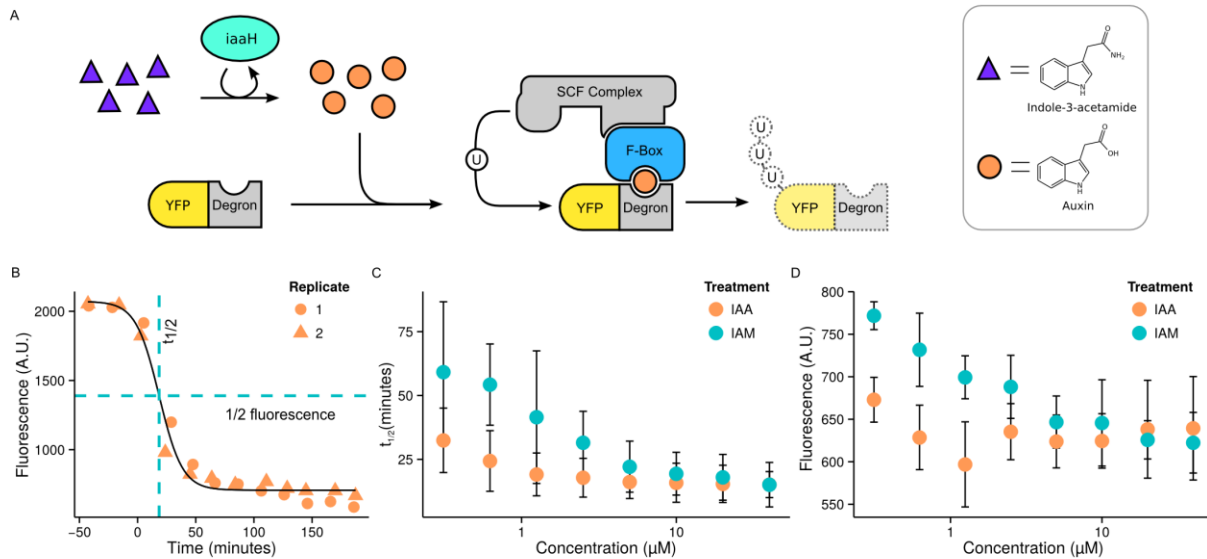 A
iaaH
SCF Complex
U
F-Box
YFP
Degron
YFP
Degron
U
U
U
YFP
Degron
O
NH₂
N
H
Indole-3-acetamide
O
OH
N
H
Auxin
B
Replicate
1
2
t1/2
1/2 fluorescence
Fluorescence (A.U.)
2000
1500
1000
-50
0
50
100
150
Time (minutes)
C
Treatment
IAA
IAM
t1/2(minutes)
75
50
25
1
10
Concentration (µM)
D
Treatment
IAA
IAM
Fluorescence (A.U.)
800
750
700
650
600
550
1
10
Concentration (µM)